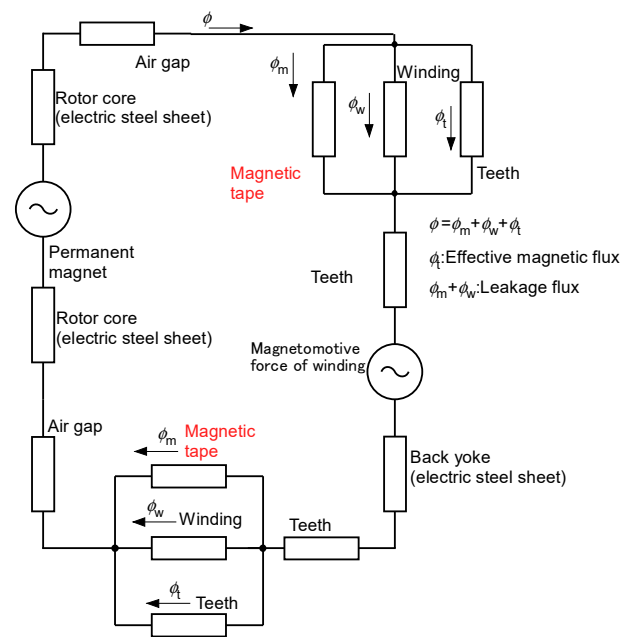 ϕ
Air gap
Rotor core
(electric steel sheet)
ϕm
Winding
ϕw
ϕt
Magnetic
tape
Teeth
ϕ=ϕm+ϕw+ϕt
Permanent
magnet
Teeth
ϕt:Effective magnetic flux
ϕm+ϕw:Leakage flux
Rotor core
(electric steel sheet)
Magnetomotive
force of winding
Air gap
ϕm
Magnetic
tape
Back yoke
(electric steel sheet)
ϕw
Winding
Teeth
ϕt
Teeth